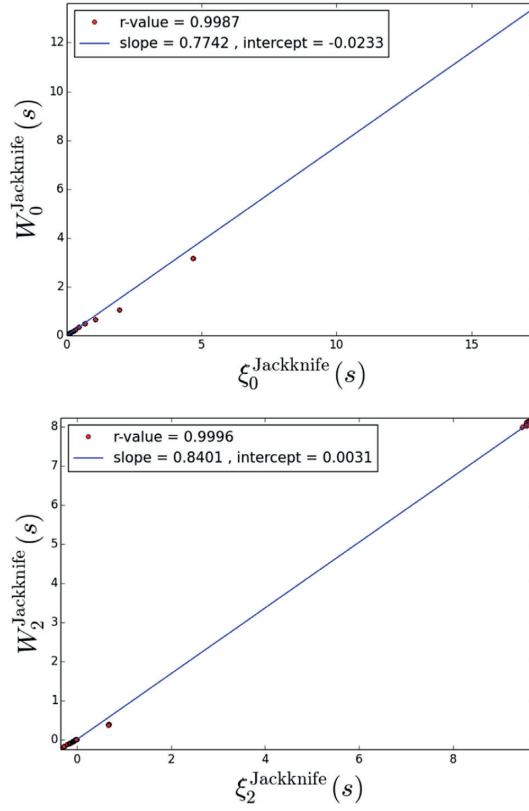 r-value = 0.9987
slope = 0.7742 , intercept = -0.0233
12
10
8
6
4
2
0
W_0^Jackknife(s)
0 5 10 15
ξ_0^Jackknife(s)
r-value = 0.9996
slope = 0.8401 , intercept = 0.0031
8
7
6
5
4
3
2
1
0
W_2^Jackknife(s)
0 2 4 6 8
ξ_2^Jackknife(s)